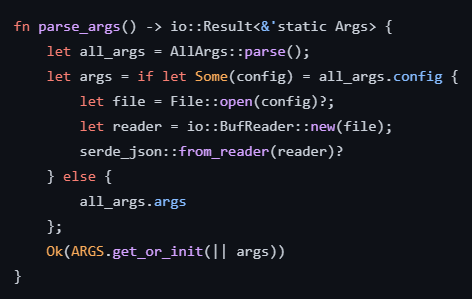 fn parse_args() -> io::Result<&'static Args> {
    let all_args = AllArgs::parse();
    let args = if let Some(config) = all_args.config {
        let file = File::open(config)?;
        let reader = io::BufReader::new(file);
        serde_json::from_reader(reader)?
    } else {
        all_args.args
    };
    Ok(ARGS.get_or_init(|| args))
}